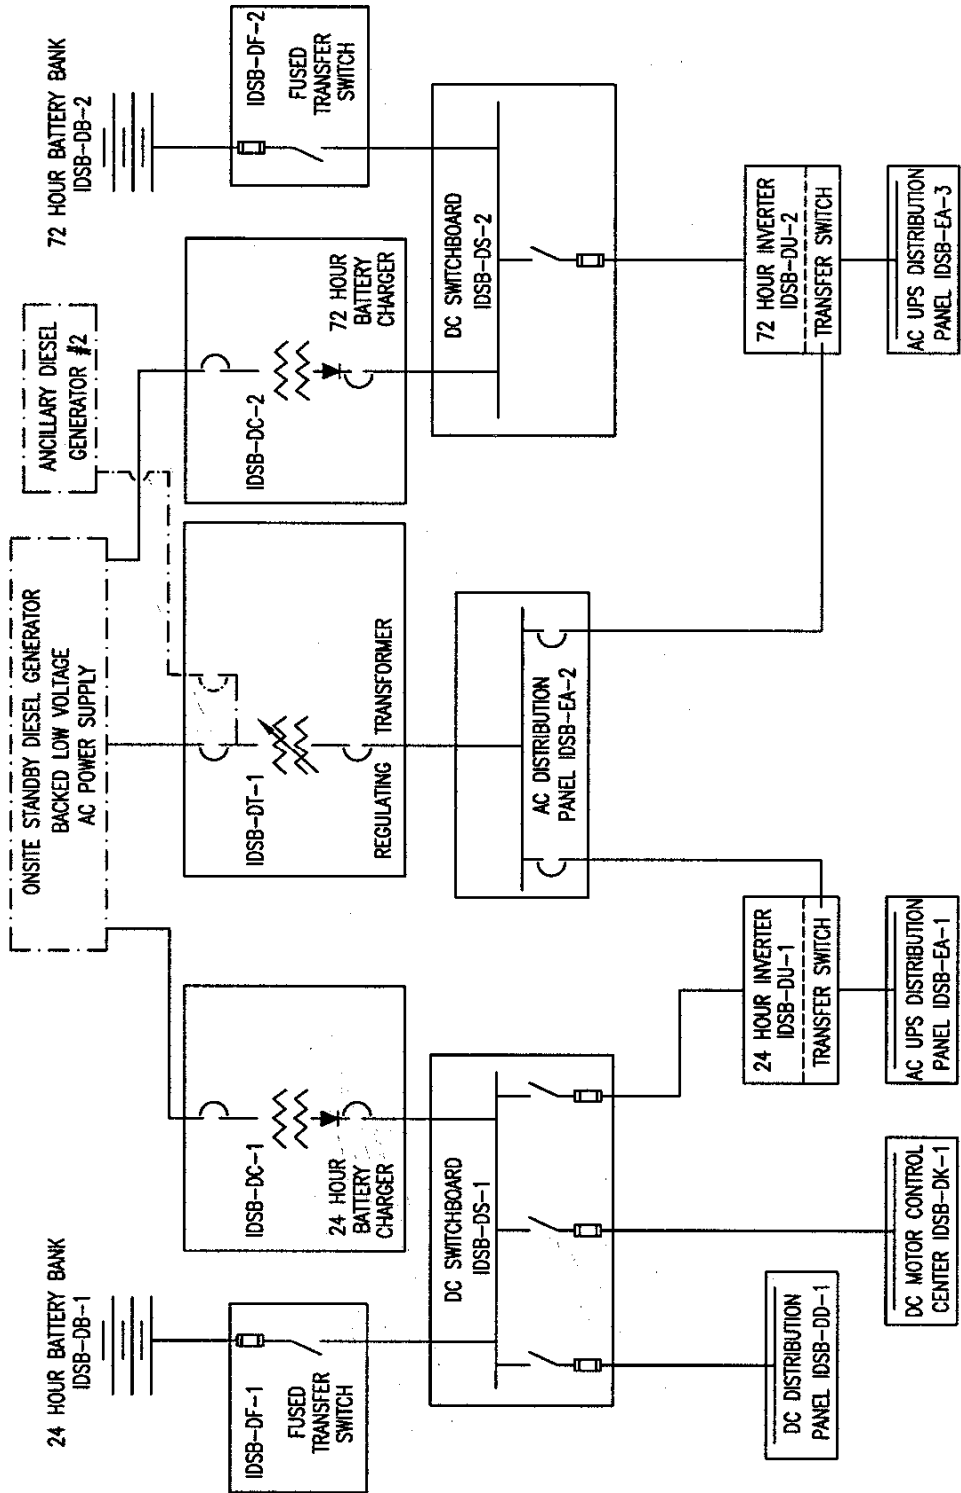 24 HOUR BATTERY BANK
IDSB-DB-1
IDSB-DF-1
FUSED
TRANSFER
SWITCH
ONSITE STANDBY DIESEL GENERATOR
BACKED LOW VOLTAGE
AC POWER SUPPLY
ANCILLARY DIESEL
GENERATOR #2
72 HOUR BATTERY BANK
IDSB-DB-2
IDSB-DF-2
FUSED
TRANSFER
SWITCH
IDSB-DC-1
24 HOUR
BATTERY
CHARGER
IDSB-DT-1
REGULATING TRANSFORMER
IDSB-DC-2
72 HOUR
BATTERY
CHARGER
DC SWITCHBOARD
IDSB-DS-1
AC DISTRIBUTION
PANEL IDSB-EA-2
DC SWITCHBOARD
IDSB-DS-2
24 HOUR INVERTER
IDSB-DU-1
TRANSFER SWITCH
72 HOUR INVERTER
IDSB-DU-2
TRANSFER SWITCH
DC DISTRIBUTION
PANEL IDSB-DD-1
DC MOTOR CONTROL
CENTER IDSB-DK-1
AC UPS DISTRIBUTION
PANEL IDSB-EA-1
AC UPS DISTRIBUTION
PANEL IDSB-EA-3